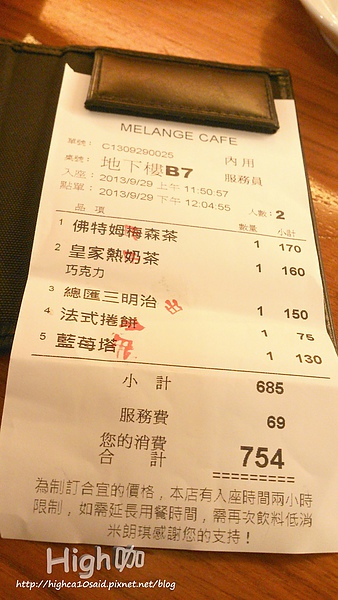 MELANGE CAFE
單號： C1309290025
桌號： 地下樓B7 內用
入座： 2013/9/29 上午 11:50:57 服務員
點單： 2013/9/29 下午 12:04:55 人數：2
品 項 數量 小計
1 佛特姆梅森茶 1 170
2 皇家熱奶茶 1 160
巧克力
3 總匯三明治 1 150
4 法式捲餅 1 75
5 藍莓塔 1 130
小 計 685
服務費 69
您的消費
合 計 754
為制訂合宜的價格，本店有入座時間兩小時
限制，如需延長用餐時間，需再次飲料低消
米朗琪感謝您的支持！
High咖
http://highca10said.pixnet.net/blog